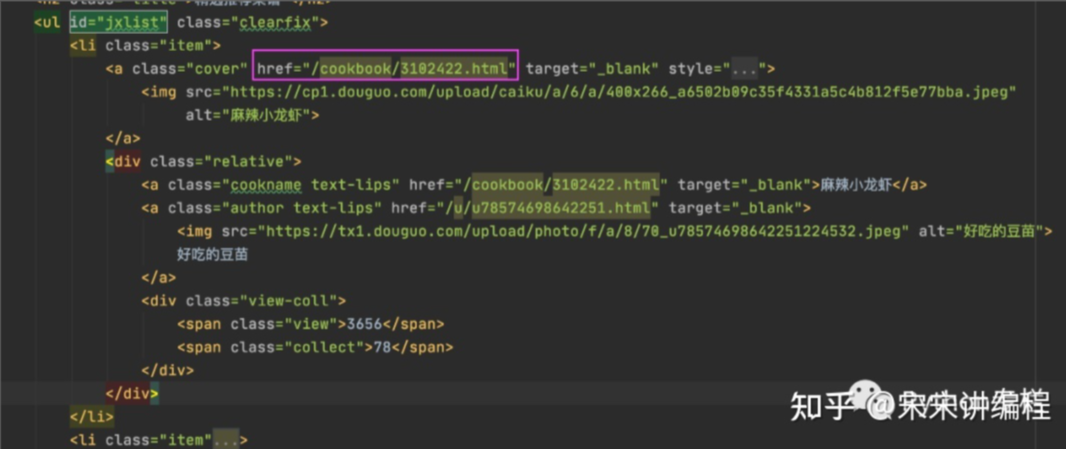 <ul id="jxlist" class="clearfix">
<li class="item">
<a class="cover" href="/cookbook/3102422.html" target="_blank" style="...">
<img src="https://cp1.douguo.com/upload/caiku/a/6/a/400x266_a6502b09c35f4331a5c4b812f5e77bba.jpeg"
alt="麻辣小龙虾">
</a>
<div class="relative">
<a class="cookname text-lips" href="/cookbook/3102422.html" target="_blank">麻辣小龙虾</a>
<a class="author text-lips" href="/u/u78574698642251.html" target="_blank">
<img src="https://tx1.douguo.com/upload/photo/f/a/8/70_u78574698642251224532.jpeg" alt="好吃的豆苗">
好吃的豆苗
</a>
<div class="view-coll">
<span class="view">3656</span>
<span class="collect">78</span>
</div>
</div>
</li>
<li class="item"...>
知乎 @宋宋讲编程